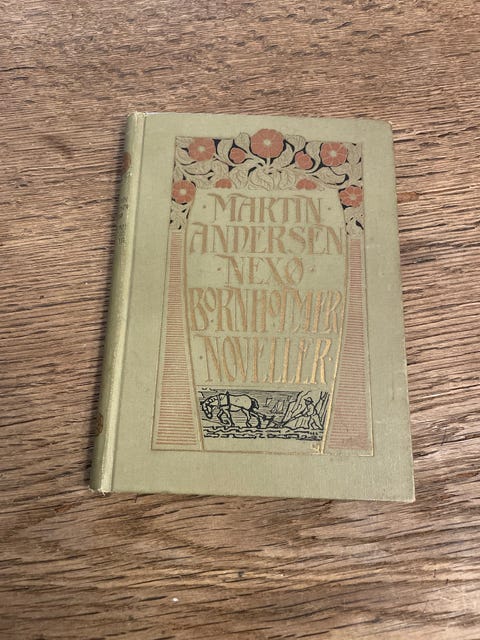 · MARTIN ·
ANDERSEN
· NEXØ ·
BORNHOLMER
· NOVELLER ·